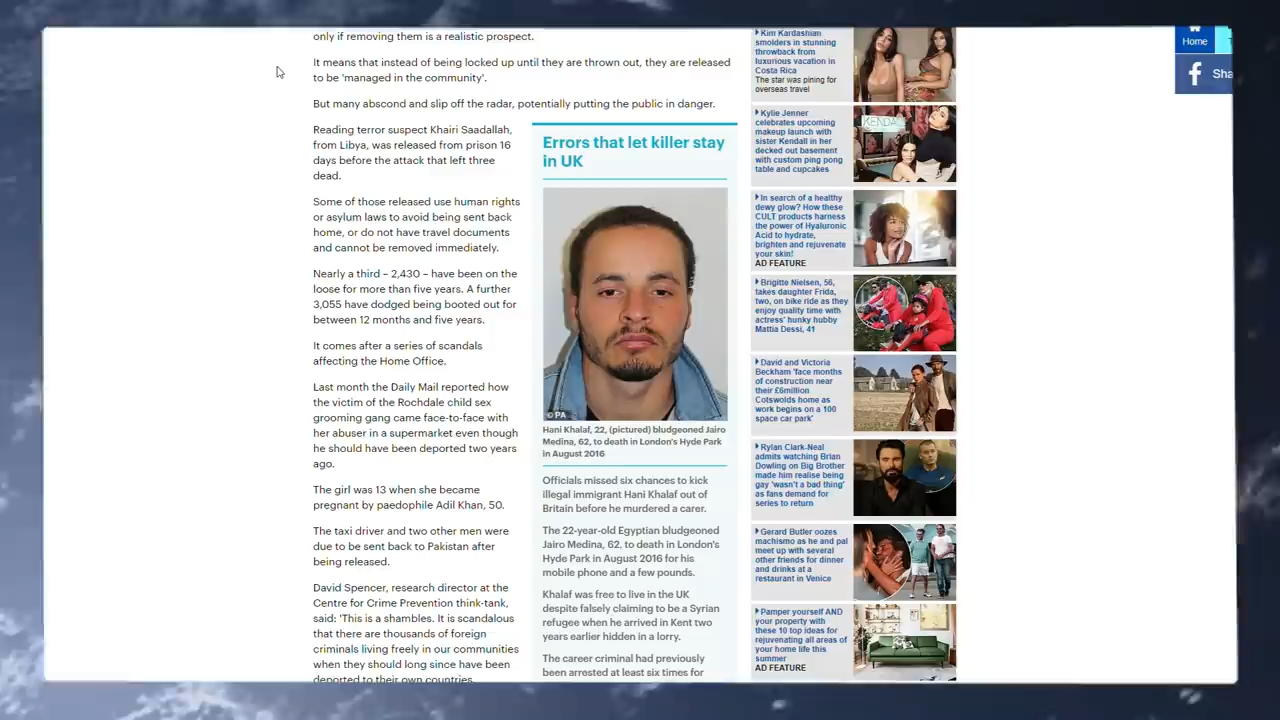 only if removing them is a realistic prospect.
It means that instead of being locked up until they are thrown out, they are released
to be 'managed in the community'.
But many abscond and slip off the radar, potentially putting the public in danger.
Reading terror suspect Khairi Saadallah,
from Libya, was released from prison 16
days before the attack that left three
dead.
Some of those released use human rights
or asylum laws to avoid being sent back
home, or do not have travel documents
and cannot be removed immediately.
Nearly a third – 2,430 – have been on the
loose for more than five years. A further
3,055 have dodged being booted out for
between 12 months and five years.
It comes after a series of scandals
affecting the Home Office.
Last month the Daily Mail reported how
the victim of the Rochdale child sex
grooming gang came face-to-face with
her abuser in a supermarket even though
he should have been deported two years
ago.
The girl was 13 when she became
pregnant by paedophile Adil Khan, 50.
The taxi driver and two other men were
due to be sent back to Pakistan after
being released.
David Spencer, research director at the
Centre for Crime Prevention think-tank,
said: 'This is a shambles. It is scandalous
that there are thousands of foreign
criminals living freely in our communities
when they should long since have been
deported to their own countries
Errors that let killer stay
in UK
© PA
Hani Khalaf, 22, (pictured) bludgeoned Jairo
Medina, 62, to death in London's Hyde Park
in August 2016
Officials missed six chances to kick
illegal immigrant Hani Khalaf out of
Britain before he murdered a carer.
The 22-year-old Egyptian bludgeoned
Jairo Medina, 62, to death in London's
Hyde Park in August 2016 for his
mobile phone and a few pounds.
Khalaf was free to live in the UK
despite falsely claiming to be a Syrian
refugee when he arrived in Kent two
years earlier hidden in a lorry.
The career criminal had previously
been arrested at least six times for
Kim Kardashian
smolders in stunning
throwback from
luxurious vacation in
Costa Rica
The star was pining for
overseas travel
Kylie Jenner
celebrates upcoming
makeup launch with
sister Kendall in her
decked out basement
with custom ping pong
table and cupcakes
In search of a healthy
dewy glow? How these
CULT products harness
the power of Hyaluronic
Acid to hydrate,
brighten and rejuvenate
your skin!
AD FEATURE
Brigitte Nielsen, 56,
takes daughter Frida,
two, on bike ride as they
enjoy quality time with
actress' hunky hubby
Mattia Dessi, 41
David and Victoria
Beckham 'face months
of construction near
their £6million
Cotswolds home as
work begins on a 100
space car park'
Rylan Clark-Neal
admits watching Brian
Dowling on Big Brother
made him realise being
gay 'wasn't a bad thing'
as fans demand for
series to return
Gerard Butler oozes
machismo as he and pal
meet up with several
other friends for dinner
and drinks at a
restaurant in Venice
Pamper yourself AND
your property with
these 10 top ideas for
rejuvenating all areas of
your home life this
summer
AD FEATURE
Home
Sha